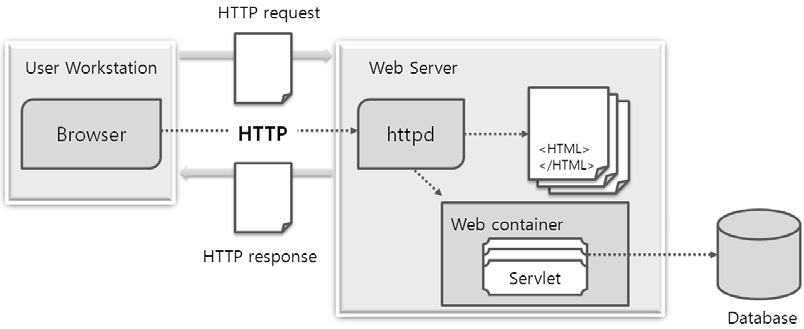 HTTP request
User Workstation
Web Server
Browser
HTTP
httpd
<HTML>
</HTML>
Web container
HTTP response
Servlet
Database